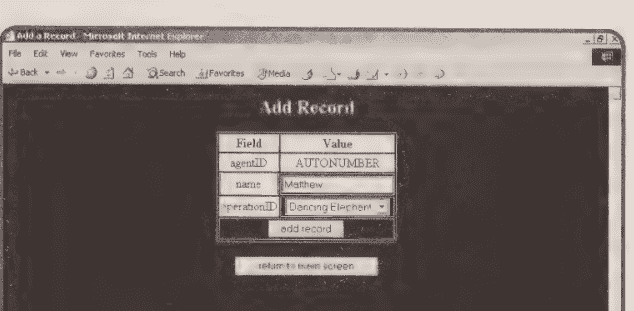 Add a Record - Microsoft Internet Explorer
File Edit View Favorites Tools Help
Back Search Favorites Media
Add Record
Field Value
agentID AUTONUMBER
name Matthew
operationID Dancing Elephant
add record
return to main screen